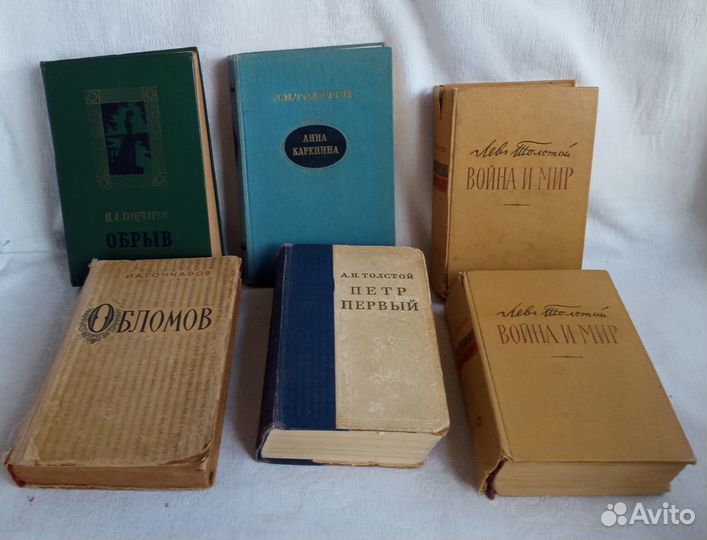 И.А.ГОНЧАРОВ
ОБРЫВ
Л.Н.ТОЛСТОЙ
АННА
КАРЕНИНА
Левъ Толстой
ВОЙНА И МИР
И.А.ГОНЧАРОВ
ОБЛОМОВ
А.Н.ТОЛСТОЙ
ПЕТР
ПЕРВЫЙ
Левъ Толстой
ВОЙНА И МИР
Avito